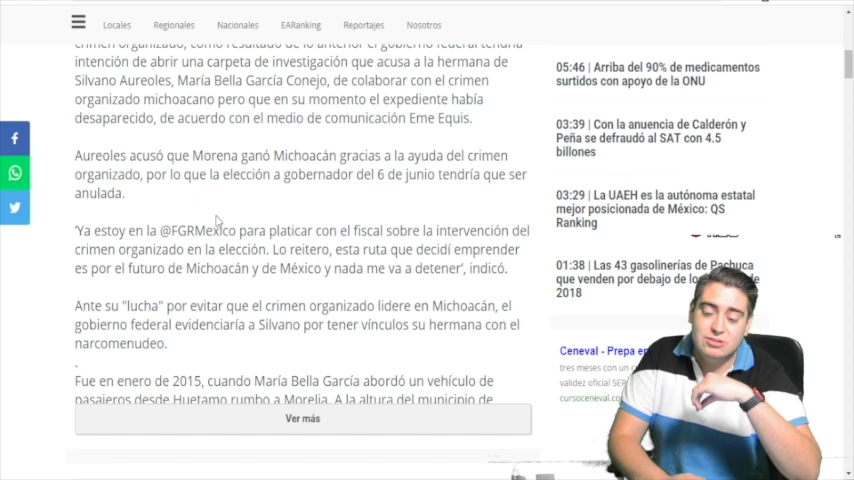 Locales Regionales Nacionales EARanking Reportajes Nosotros
crimen organizado, como resultado de lo anterior el gobierno federal tendría
intención de abrir una carpeta de investigación que acusa a la hermana de
Silvano Aureoles, María Bella García Conejo, de colaborar con el crimen
organizado michoacano pero que en su momento el expediente había
desaparecido, de acuerdo con el medio de comunicación Eme Equis.
Aureoles acusó que Morena ganó Michoacán gracias a la ayuda del crimen
organizado, por lo que la elección a gobernador del 6 de junio tendría que ser
anulada.
'Ya estoy en la @FGRMexico para platicar con el fiscal sobre la intervención del
crimen organizado en la elección. Lo reitero, esta ruta que decidí emprender
es por el futuro de Michoacán y de México y nada me va a detener', indicó.
Ante su "lucha" por evitar que el crimen organizado lidere en Michoacán, el
gobierno federal evidenciaría a Silvano por tener vínculos su hermana con el
narcomenudeo.
.
Fue en enero de 2015, cuando María Bella García abordó un vehículo de
pasajeros desde Huetamo rumbo a Morelia. A la altura del municipio de
Ver más
05:46 | Arriba del 90% de medicamentos
surtidos con apoyo de la ONU
03:39 | Con la anuencia de Calderón y
Peña se defraudó al SAT con 4.5
billones
03:29 | La UAEH es la autónoma estatal
mejor posicionada de México: QS
Ranking
01:38 | Las 43 gasolinerías de Pachuca
que venden por debajo de los de
2018
Ceneval - Prepa en
tres meses con un
validez oficial SEP
cursoceneval.co